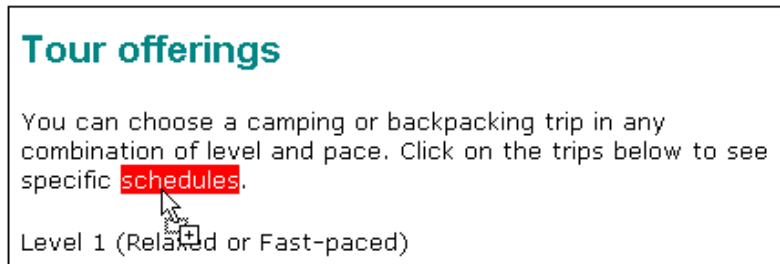 Tour offerings
You can choose a camping or backpacking trip in any
combination of level and pace. Click on the trips below to see
specific schedules.
Level 1 (Relaxed or Fast-paced)